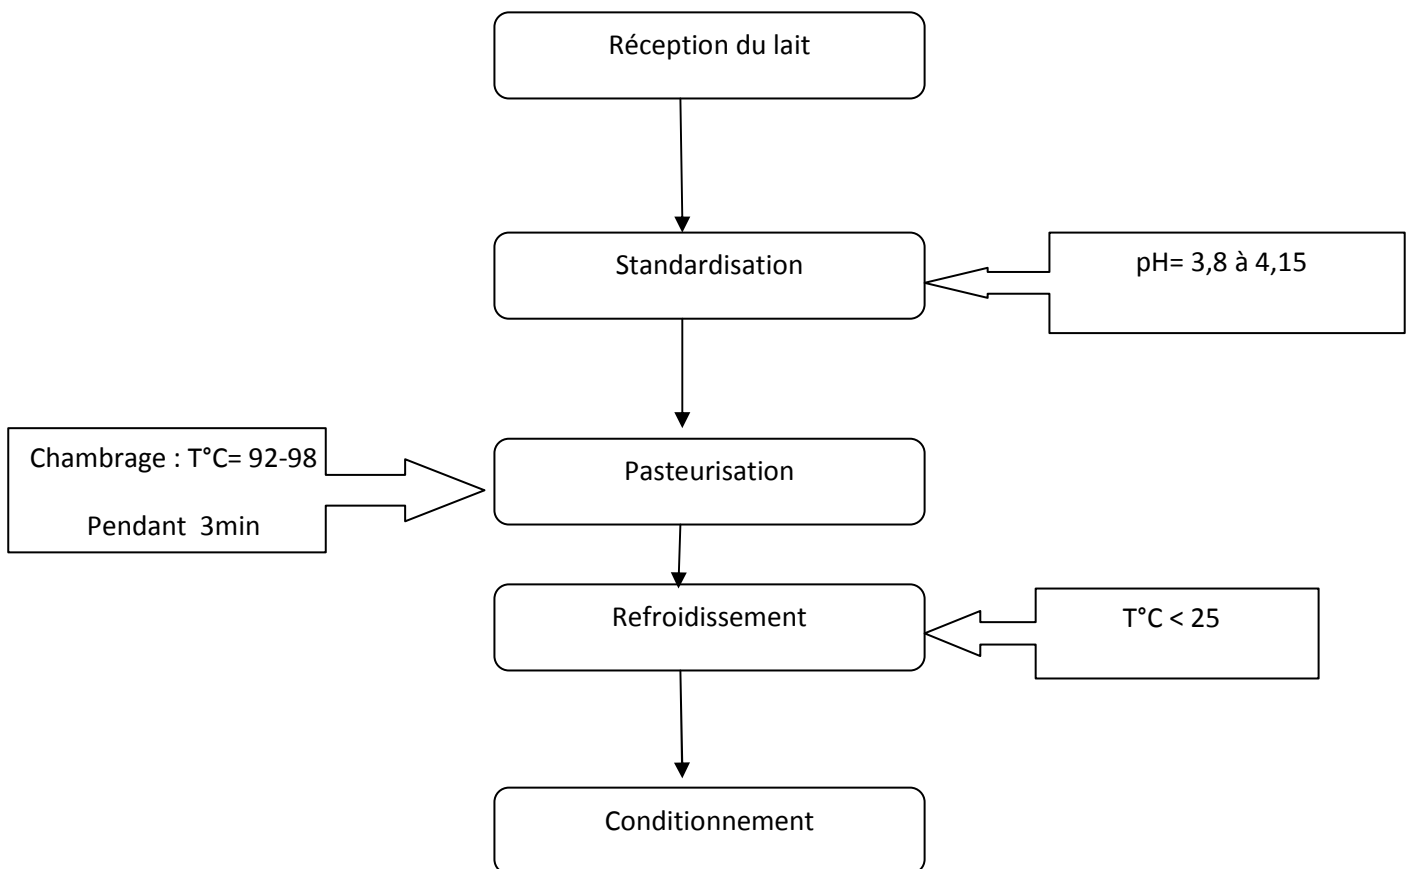 Réception du lait
Standardisation
pH= 3,8 à 4,15
Chambrage : T°C= 92-98
Pendant 3min
Pasteurisation
Refroidissement
T°C < 25
Conditionnement